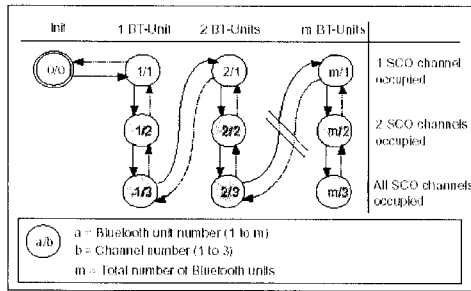 Init 1 BT-Unit 2 BT-Units m BT-Units
0/0 1/1 2/1 m/1 1 SCO channel
occupied
1/2 2/2 m/2 2 SCO channels
occupied
1/3 2/3 m/3 All SCO channels
occupied
a/b
a = Bluetooth unit number (1 to m)
b = Channel number (1 to 3)
m = Total number of Bluetooth units